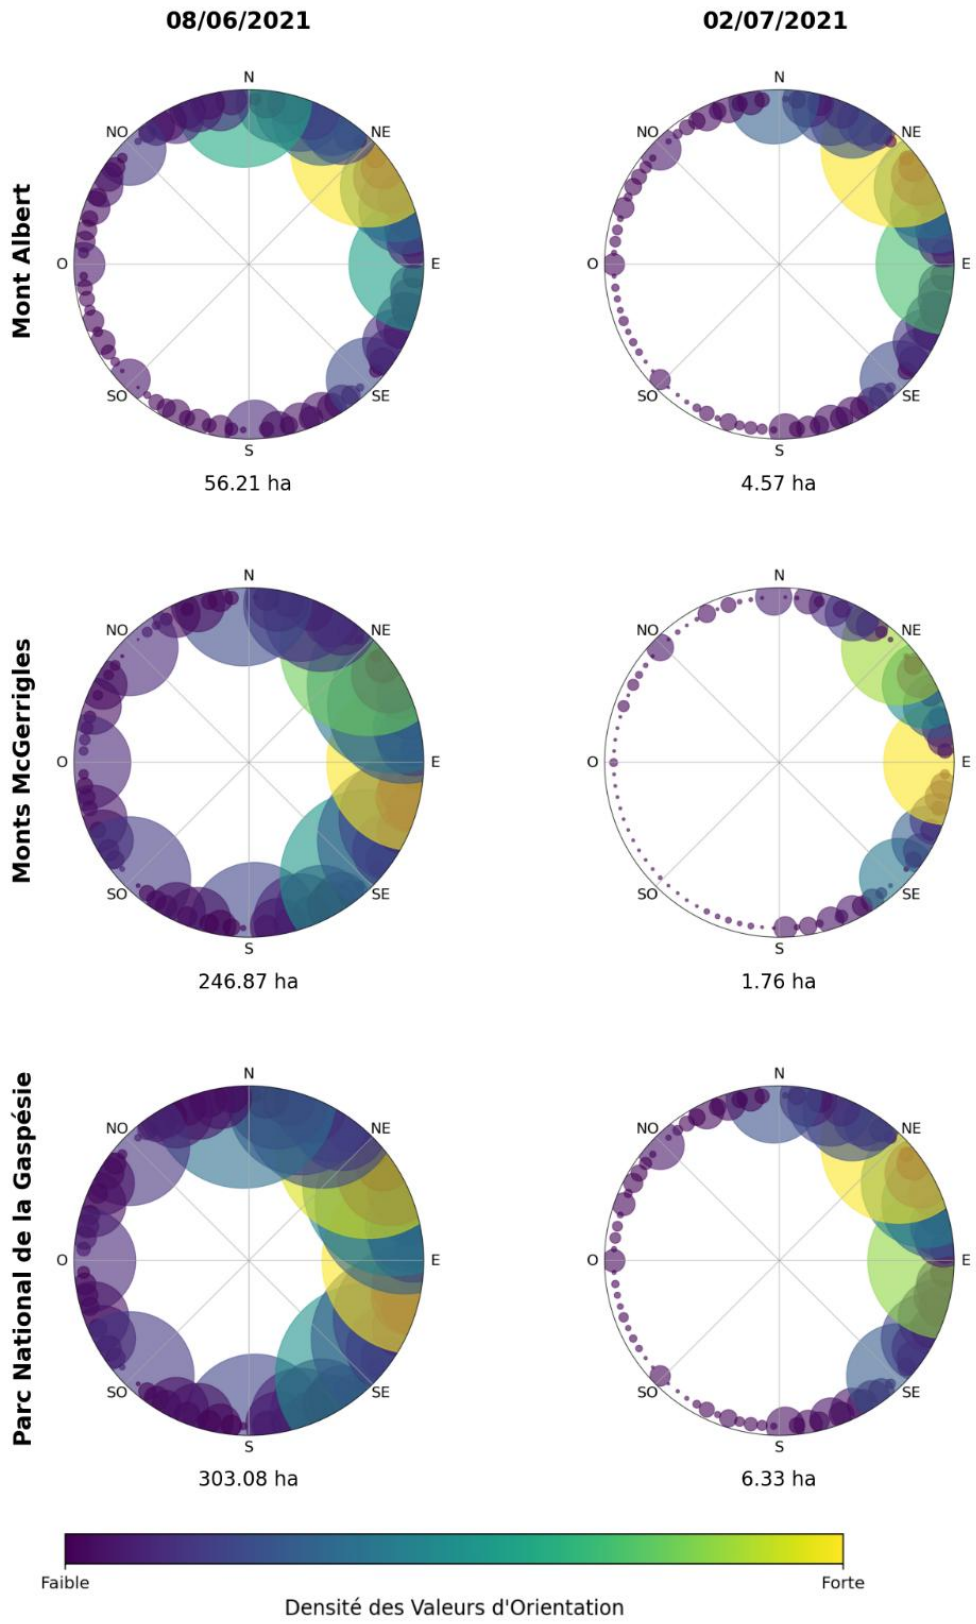 08/06/2021
02/07/2021
Mont Albert
N
NO
NE
O
E
SO
SE
S
56.21 ha
N
NO
NE
O
E
SO
SE
S
4.57 ha
Monts McGerrigles
N
NO
NE
O
E
SO
SE
S
246.87 ha
N
NO
NE
O
E
SO
SE
S
1.76 ha
Parc National de la Gaspésie
N
NO
NE
O
E
SO
SE
S
303.08 ha
N
NO
NE
O
E
SO
SE
S
6.33 ha
Faible
Forte
Densité des Valeurs d'Orientation